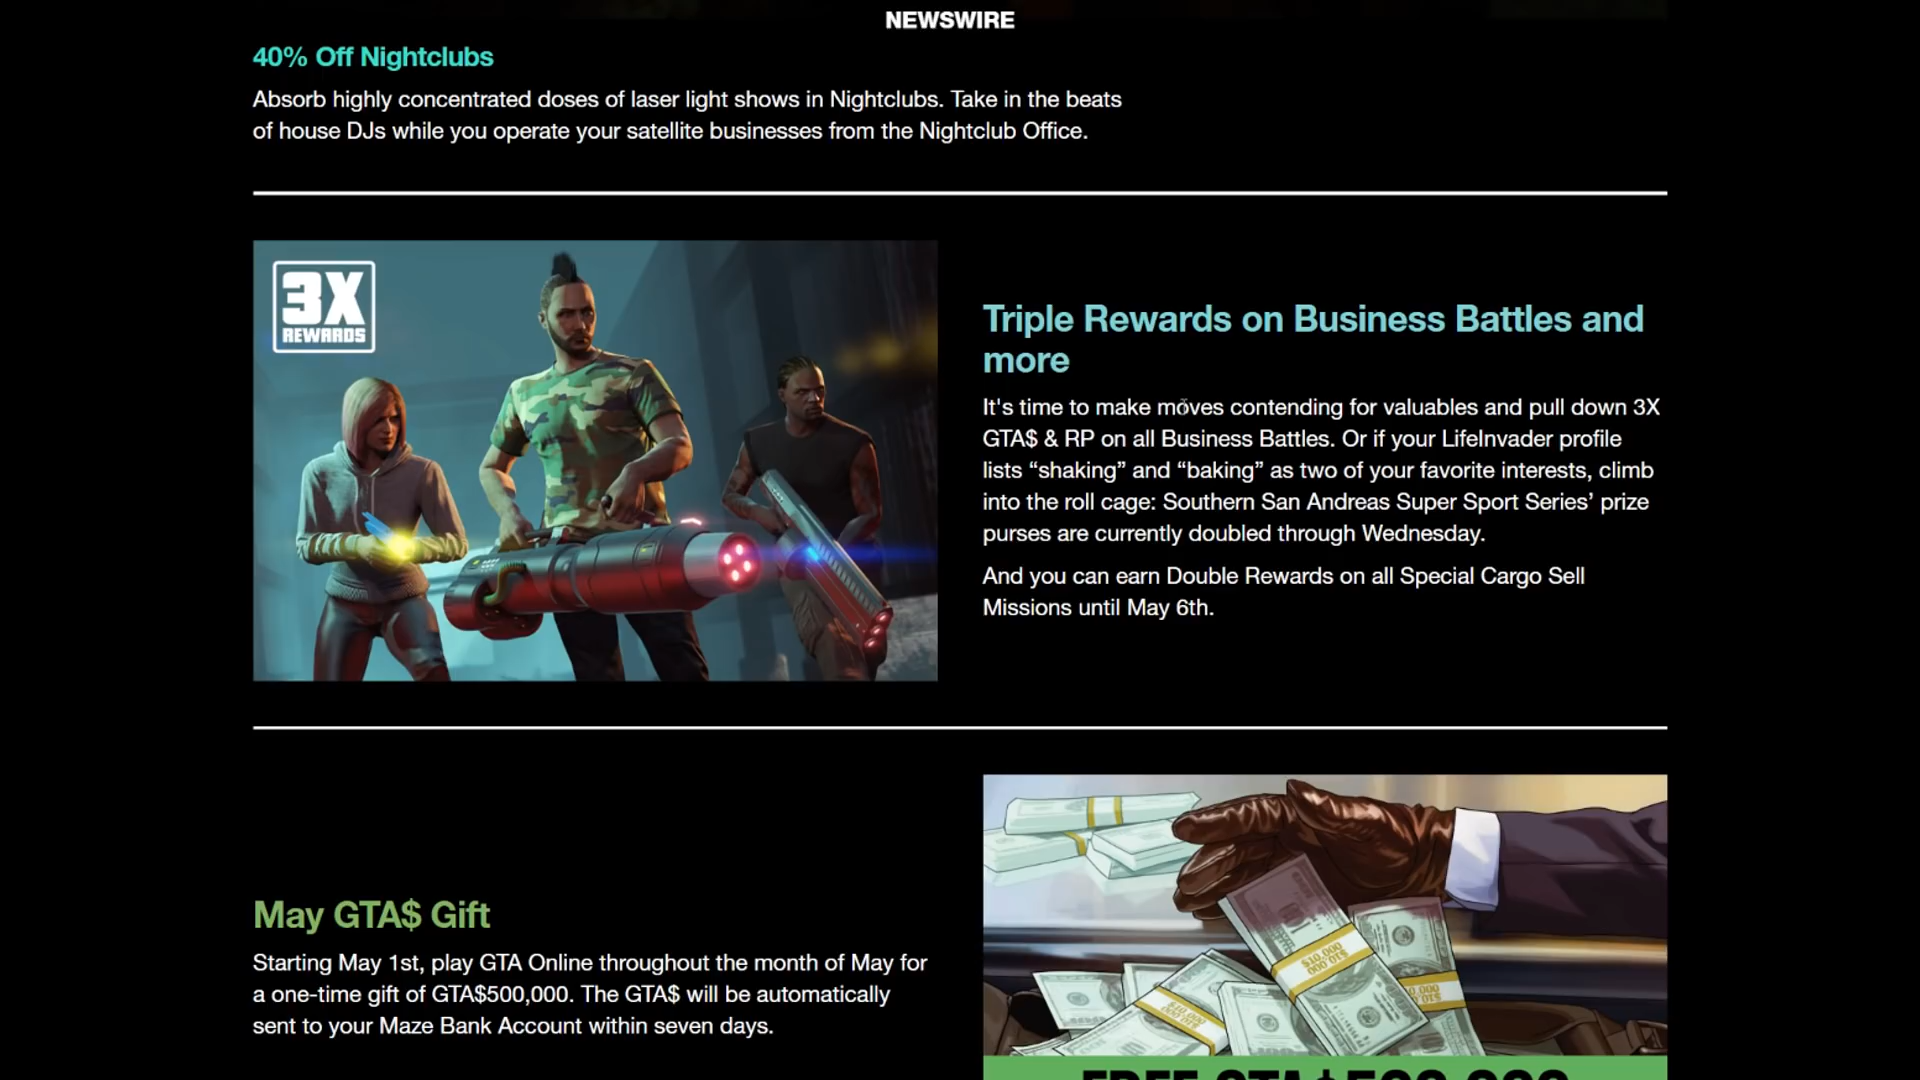 NEWSWIRE
40% Off Nightclubs
Absorb highly concentrated doses of laser light shows in Nightclubs. Take in the beats
of house DJs while you operate your satellite businesses from the Nightclub Office.
3X
REWARDS
Triple Rewards on Business Battles and
more
It's time to make moves contending for valuables and pull down 3X
GTA$ & RP on all Business Battles. Or if your LifeInvader profile
lists “shaking” and “baking” as two of your favorite interests, climb
into the roll cage: Southern San Andreas Super Sport Series’ prize
purses are currently doubled through Wednesday.
And you can earn Double Rewards on all Special Cargo Sell
Missions until May 6th.
May GTA$ Gift
Starting May 1st, play GTA Online throughout the month of May for
a one-time gift of GTA$500,000. The GTA$ will be automatically
sent to your Maze Bank Account within seven days.
$10,000
FREE GTA$500,000